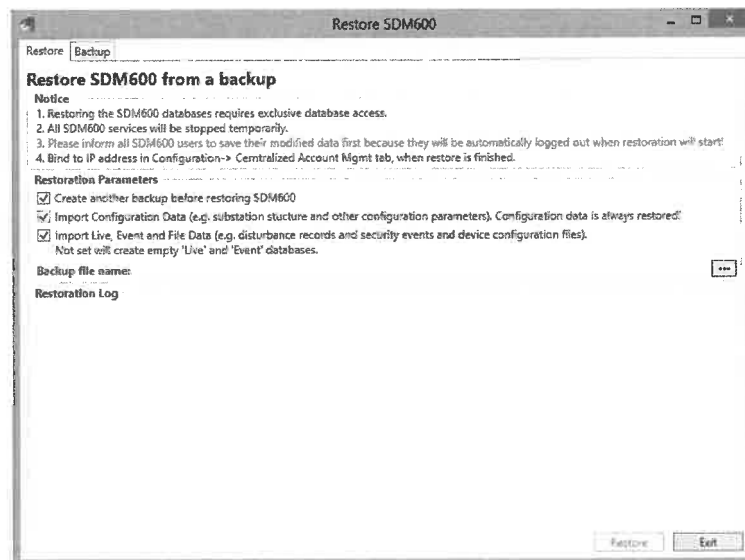 Restore SDM600
Restore Backup
Restore SDM600 from a backup
Notice
1. Restoring the SDM600 databases requires exclusive database access.
2. All SDM600 services will be stopped temporarily.
3. Please inform all SDM600 users to save their modified data first because they will be automatically logged out when restoration will start!
4. Bind to IP address in Configuration-> Cemtralized Account Mgmt tab, when restore is finished.
Restoration Parameters
Create another backup before restoring SDM600
Import Configuration Data (e.g. substation stucture and other configuration parameters). Configuration data is always restored!
Import Live, Event and File Data (e.g. disturbance records and security events and device configuration files).
Not set will create empty 'Live' and 'Event' databases.
Backup file name:
...
Restoration Log
Restore Exit